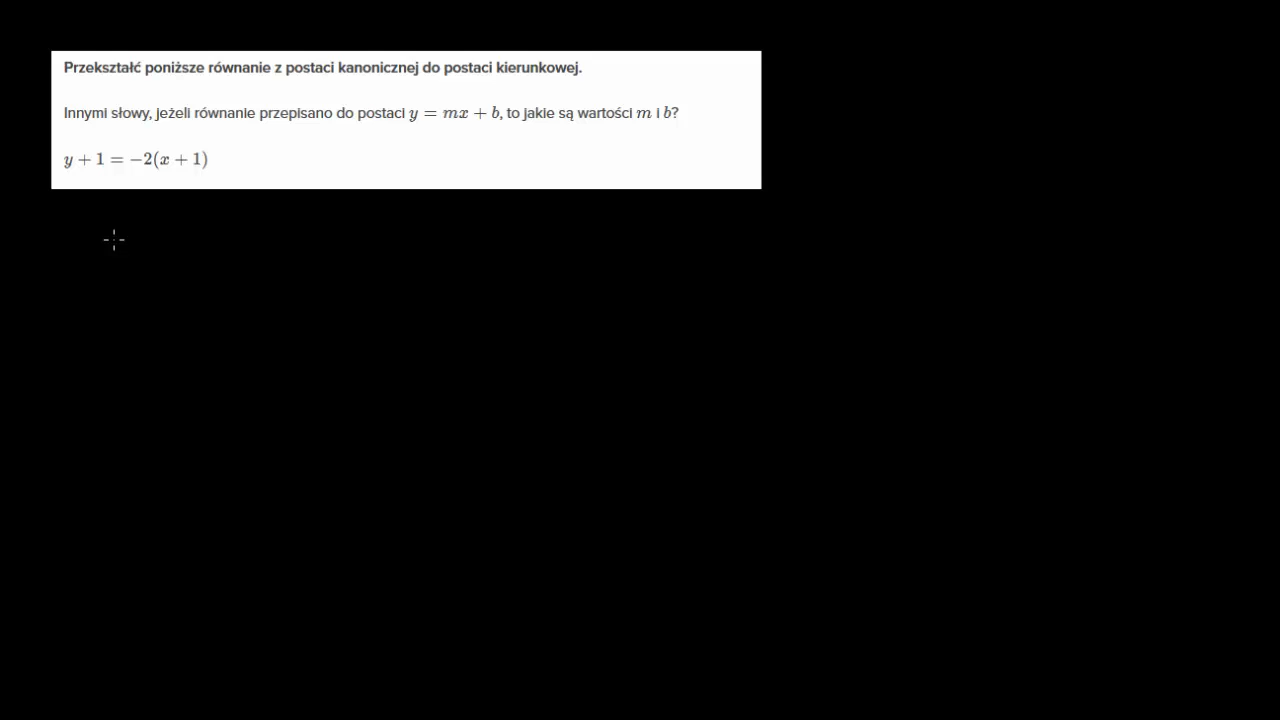 Przekształć poniższe równanie z postaci kanonicznej do postaci kierunkowej.
Innymi słowy, jeżeli równanie przepisano do postaci y = mx + b, to jakie są wartości m i b?
y + 1 = −2(x + 1)